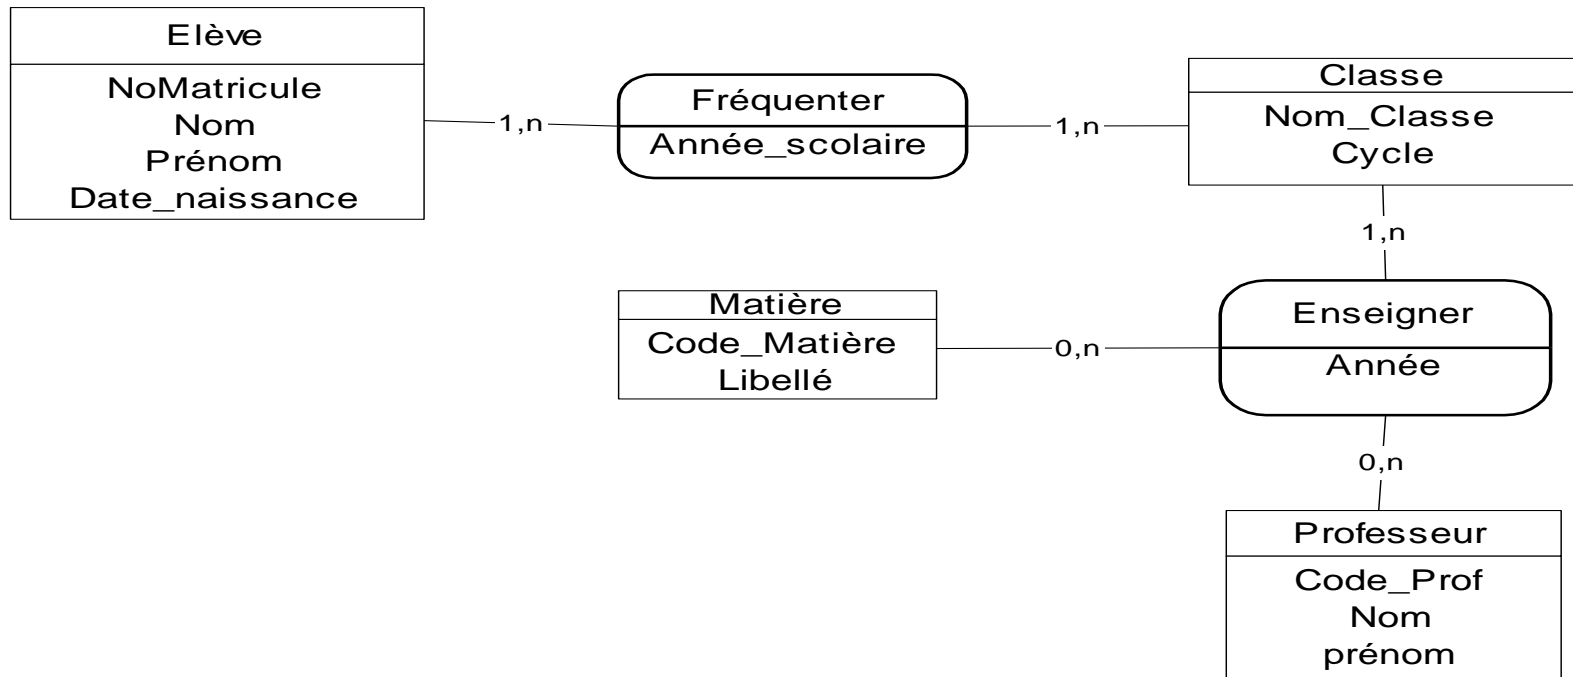 Elève
NoMatricule
Nom
Prénom
Date_naissance
1,n
Fréquenter
Année_scolaire
1,n
Classe
Nom_Classe
Cycle
1,n
Matière
Code_Matière
Libellé
0,n
Enseigner
Année
0,n
Professeur
Code_Prof
Nom
prénom